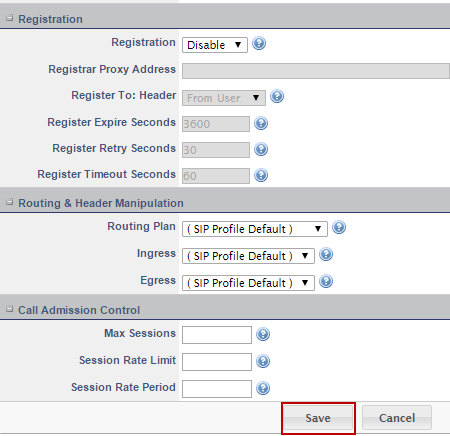 Registration
Registration Disable
Registrar Proxy Address
Register To: Header From User
Register Expire Seconds 3600
Register Retry Seconds 30
Register Timeout Seconds 60
Routing & Header Manipulation
Routing Plan ( SIP Profile Default )
Ingress ( SIP Profile Default )
Egress ( SIP Profile Default )
Call Admission Control
Max Sessions
Session Rate Limit
Session Rate Period
Save Cancel